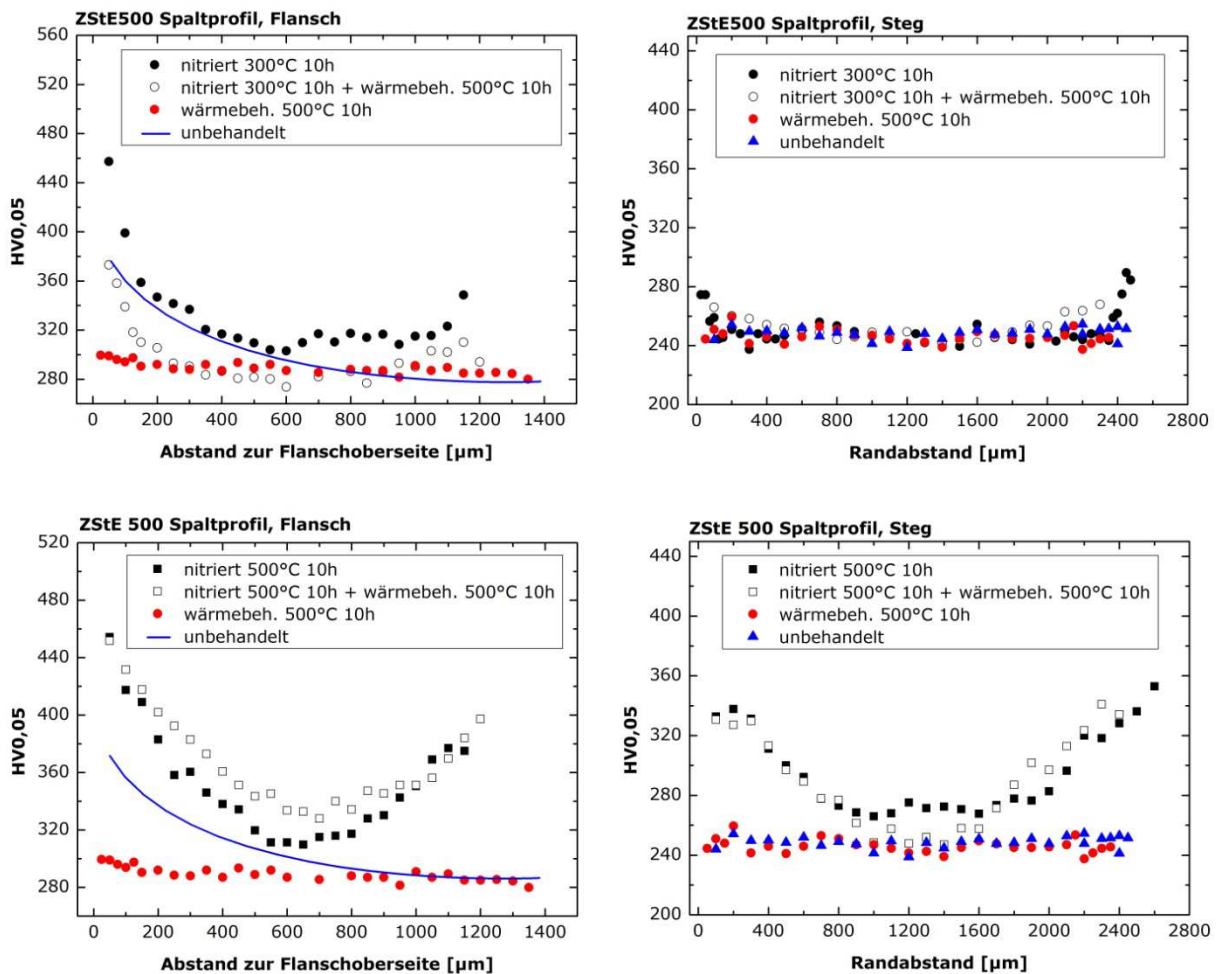 ZStE500 Spaltprofil, Flansch
560
520
480
440
400
360
320
280
240
HV0,05
nitriert 300°C 10h
nitriert 300°C 10h + wärmebeh. 500°C 10h
wärmebeh. 500°C 10h
unbehandelt
0 200 400 600 800 1000 1200 1400
Abstand zur Flanschoberseite [µm]
ZStE500 Spaltprofil, Steg
440
400
360
320
280
240
200
HV0,05
nitriert 300°C 10h
nitriert 300°C 10h + wärmebeh. 500°C 10h
wärmebeh. 500°C 10h
unbehandelt
0 400 800 1200 1600 2000 2400 2800
Randabstand [µm]
ZStE 500 Spaltprofil, Flansch
520
480
440
400
360
320
280
HV0,05
nitriert 500°C 10h
nitriert 500°C 10h + wärmebeh. 500°C 10h
wärmebeh. 500°C 10h
unbehandelt
0 200 400 600 800 1000 1200 1400
Abstand zur Flanschoberseite [µm]
ZStE 500 Spaltprofil, Steg
440
400
360
320
280
240
200
HV0,05
nitriert 500°C 10h
nitriert 500°C 10h + wärmebeh. 500°C 10h
wärmebeh. 500°C 10h
unbehandelt
0 400 800 1200 1600 2000 2400 2800
Randabstand [µm]